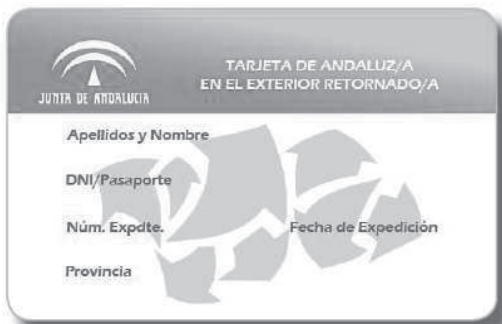 TARJETA DE ANDALUZ/A
EN EL EXTERIOR RETORNADO/A
JUNTA DE ANDALUCIA
Apellidos y Nombre
DNI/Pasaporte
Núm. Expdte. Fecha de Expedición
Provincia